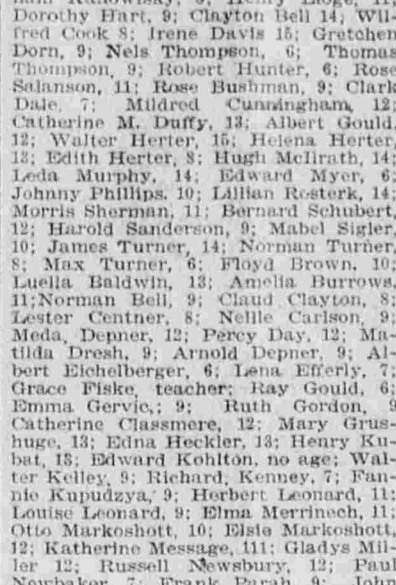 Dorothy Hart, 9; Clayton Bell 14; Wil-
fred Cook 8; Irene Davis 15; Gretchen
Dorn, 9; Nels Thompson, 6; Thomas
Thompson, 9; Robert Hunter, 6; Rose
Salanson, 11; Rose Bushman, 9; Clark
Dale, 7; Mildred Cunningham, 12;
Catherine M. Duffy, 13; Albert Gould,
12; Walter Herter, 15; Helena Herter,
13; Edith Herter, 8; Hugh McIlrath, 14;
Leda Murphy, 14; Edward Myer, 6;
Johnny Phillips, 10; Lillian Rosterk, 14;
Morris Sherman, 11; Bernard Schubert,
12; Harold Sanderson, 9; Mabel Sigler,
10; James Turner, 14; Norman Turner,
8; Max Turner, 6; Floyd Brown, 10;
Luella Baldwin, 13; Amelia Burrows,
11;Norman Bell, 9; Claud Clayton, 8;
Lester Centner, 8; Nellie Carlson, 9;
Meda, Depner, 12; Percy Day, 12; Ma-
tilda Dresh, 9; Arnold Depner, 9; Al-
bert Eichelberger, 6; Lena Efferly, 7;
Grace Fiske, teacher; Ray Gould, 6;
Emma Gervic,; 9; Ruth Gordon, 9
Catherine Classmere, 12; Mary Grus-
huge, 13; Edna Heckler, 13; Henry Ku-
bat, 13; Edward Kohlton, no age; Wal-
ter Kelley, 9; Richard, Kenney, 7; Fan-
nie Kupudzya, 9; Herbert Leonard, 11;
Louise Leonard, 9; Elma Merrinech, 11;
Otto Markoshott, 10; Elsie Markoshott,
12; Katherine Message, 111; Gladys Mil-
ler 12; Russell Newsbury, 12; Paul
7; Frank Parah, 9; John